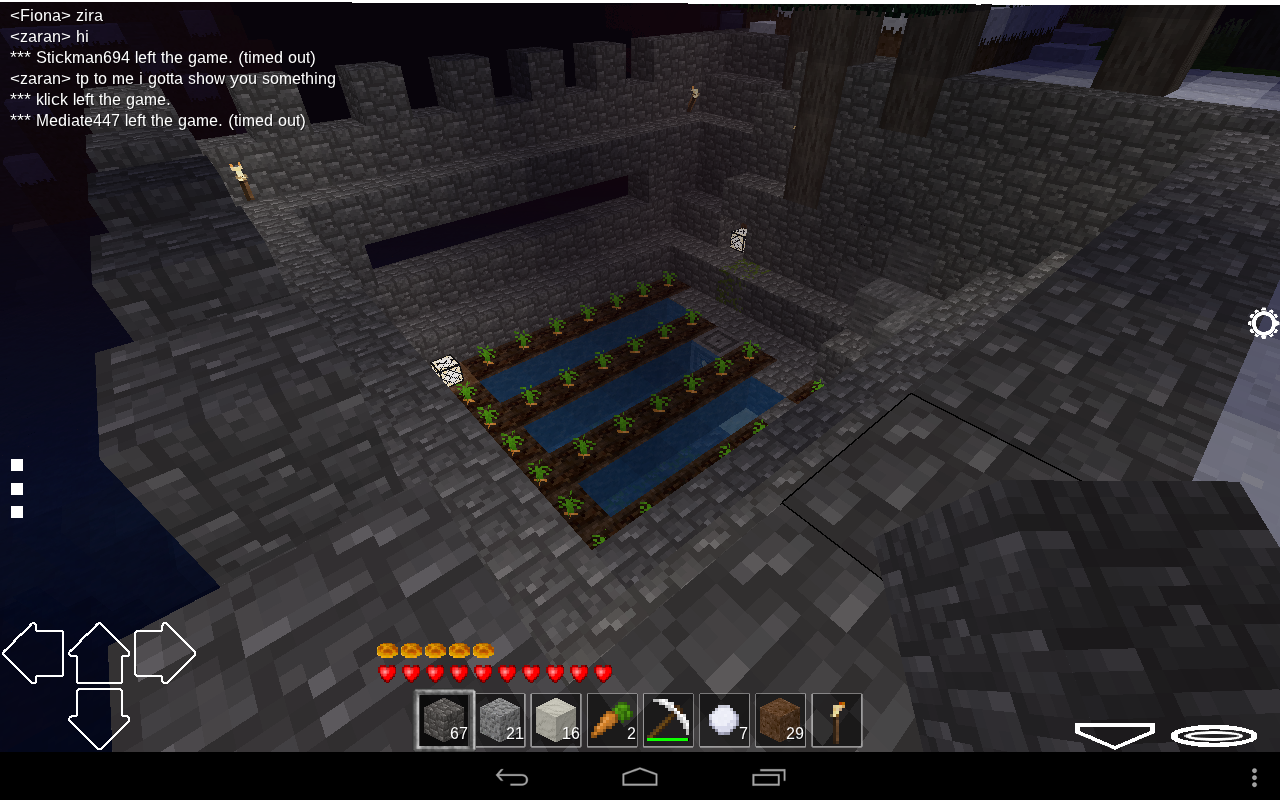 <Fiona> zira
<zaran> hi
*** Stickman694 left the game. (timed out)
<zaran> tp to me i gotta show you something
*** klick left the game.
*** Mediate447 left the game. (timed out)
67 21 16 2 7 29